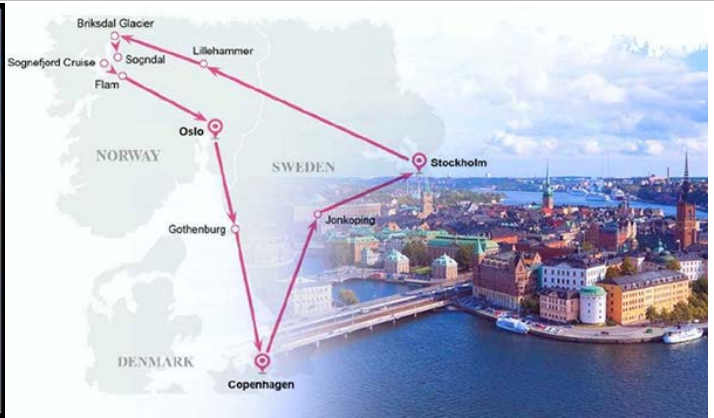 Briksdal Glacier
Lillehammer
Sogndal
Sognefjord Cruise
Flam
Oslo
NORWAY
SWEDEN
Stockholm
Jonkoping
Gothenburg
DENMARK
Copenhagen